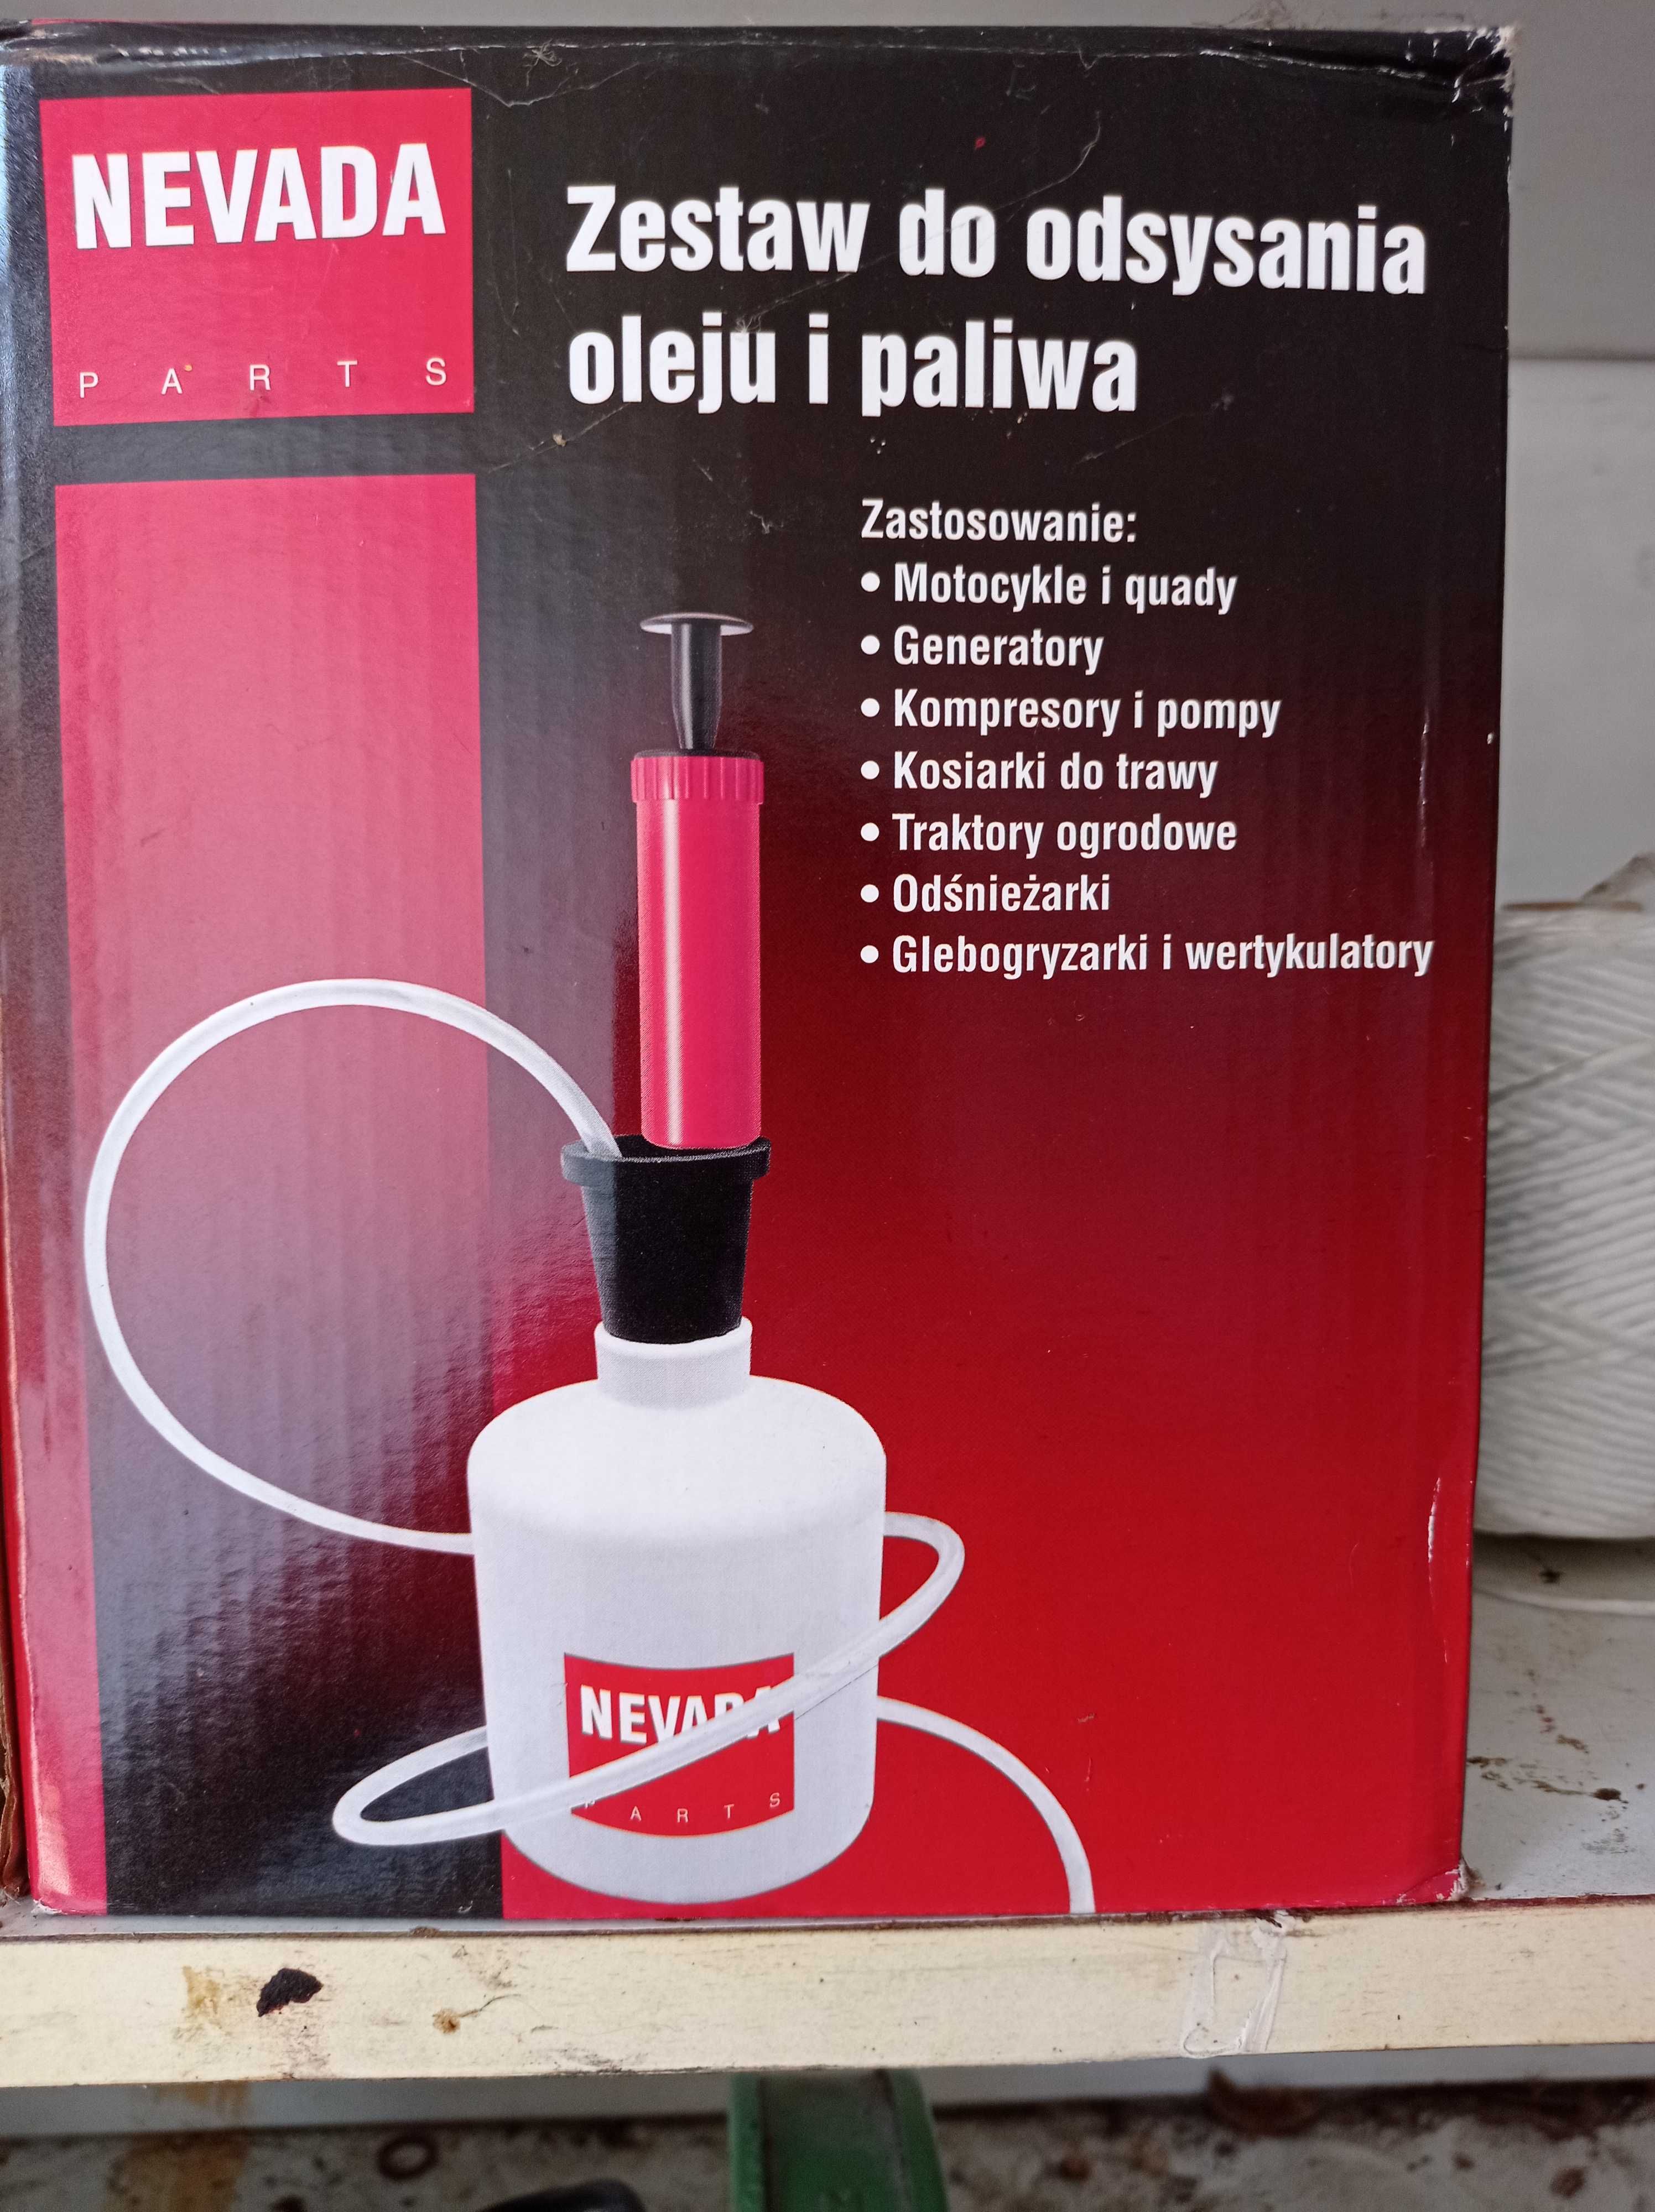 NEVADA
PARTS
Zestaw do odsysania
oleju i paliwa
Zastosowanie:
• Motocykle i quady
• Generatory
• Kompresory i pompy
• Kosiarki do trawy
• Traktory ogrodowe
• Odśnieżarki
• Glebogryzarki i wertykulatory
NEVADA
PARTS